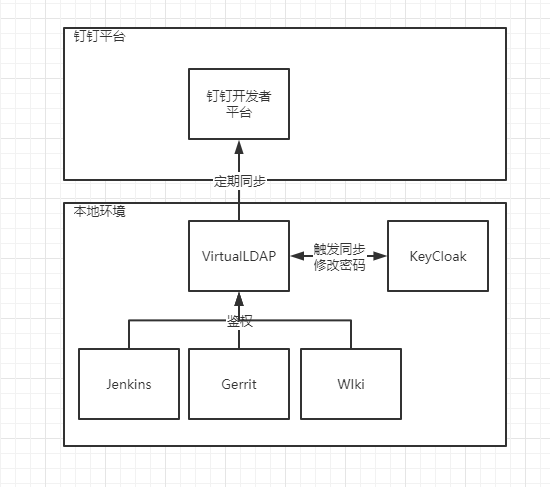 钉钉平台
钉钉开发者
平台
定期同步
本地环境
VirtualLDAP
触发同步
修改密码
KeyCloak
鉴权
Jenkins
Gerrit
WIki